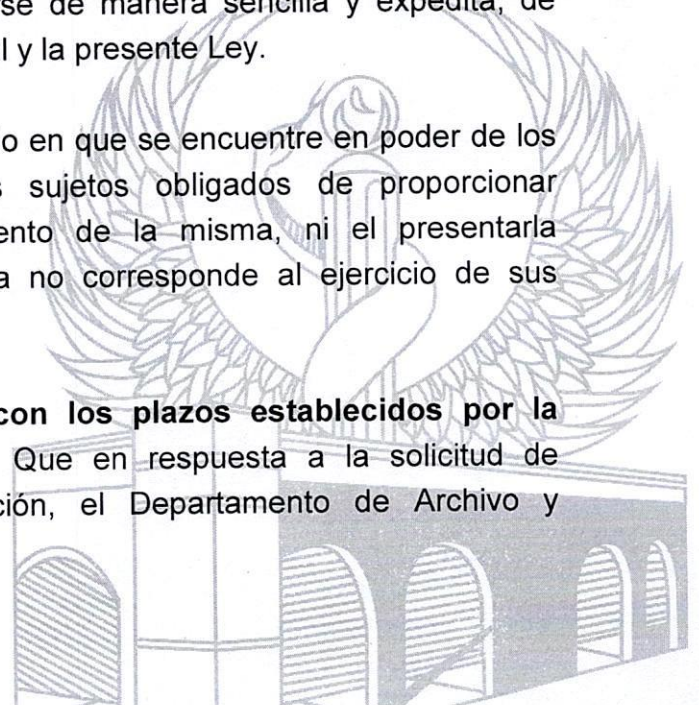 se de manera sencilla y expedita, de
l y la presente Ley.
o en que se encuentre en poder de los
s sujetos obligados de proporcionar
ento de la misma, ni el presentarla
a no corresponde al ejercicio de sus
con los plazos establecidos por la
Que en respuesta a la solicitud de
ción, el Departamento de Archivo y